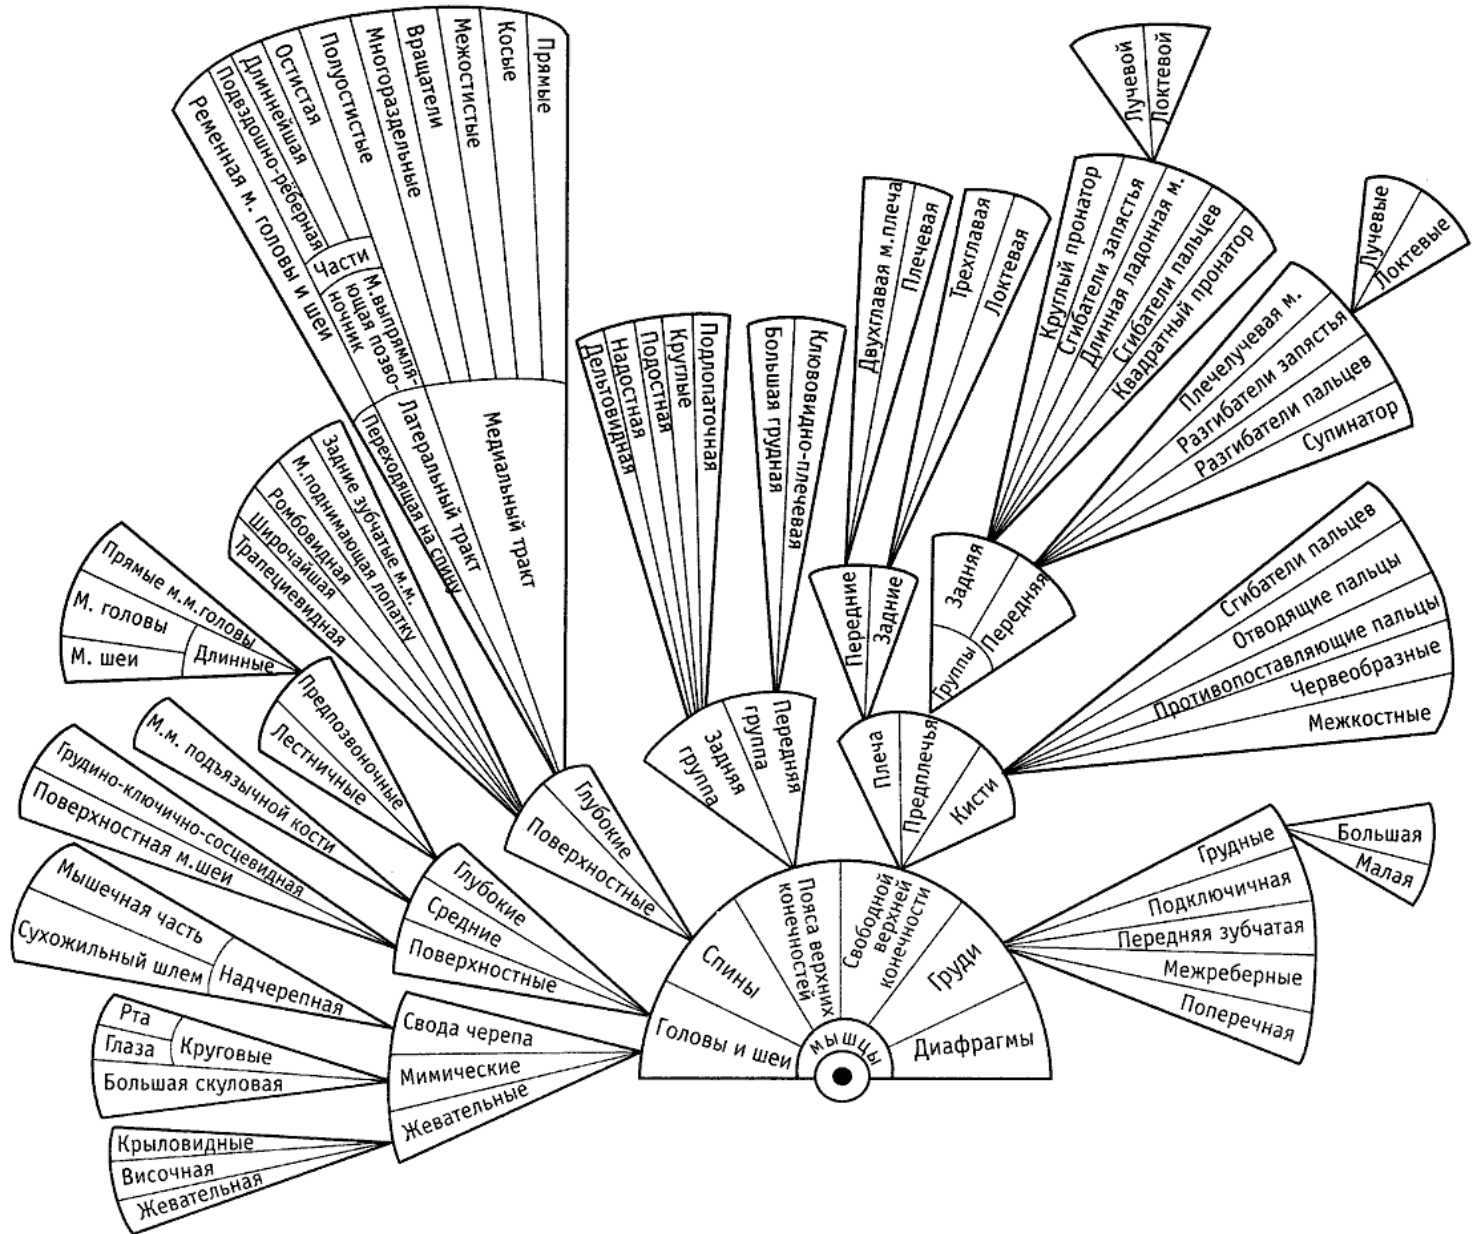 мышцы
Головы и шеи
Спины
Пояса верхних
конечностей
Свободной
верхней
конечности
Груди
Диафрагмы
Свода черепа
Мимические
Жевательные
Крыловидные
Височная
Жевательная
Рта
Глаза
Круговые
Большая скуловая
Мышечная часть
Сухожильный шлем
Надчерепная
Глубокие
Средние
Поверхностные
Грудино-ключично-сосцевидная
Поверхностная м.шеи
М.м. подъязычной кости
Предпозвоночные
Лестничные
Прямые м.м.головы
М. головы
М. шеи
Длинные
Глубокие
Поверхностные
Задние зубчатые м.м.
М.поднимающая лопатку
Ромбовидная
Широчайшая
Трапециевидная
Переходящая на спину
Латеральный тракт
Медиальный тракт
Ременная м. головы и шеи
Подвздошно-рёберная
Длиннейшая
Остистая
Части
М.выпрямля-
ющая позво-
ночник
Полуостистые
Многораздельные
Вращатели
Межостистые
Косые
Прямые
Задняя
группа
Передняя
группа
Дельтовидная
Надостная
Подостная
Круглые
Подлопаточная
Большая грудная
Клювовидно-плечевая
Плеча
Предплечья
Кисти
Передние
Задние
Двухглавая м.плеча
Плечевая
Трехглавая
Локтевая
Задняя
Передняя
Группы
Круглый пронатор
Сгибатели запястья
Длинная ладонная м.
Сгибатели пальцев
Квадратный пронатор
Лучевой
Локтевой
Плечелучевая м.
Разгибатели запястья
Разгибатели пальцев
Супинатор
Лучевые
Локтевые
Сгибатели пальцев
Отводящие пальцы
Противопоставляющие пальцы
Червеобразные
Межкостные
Грудные
Подключичная
Передняя зубчатая
Межреберные
Поперечная
Большая
Малая